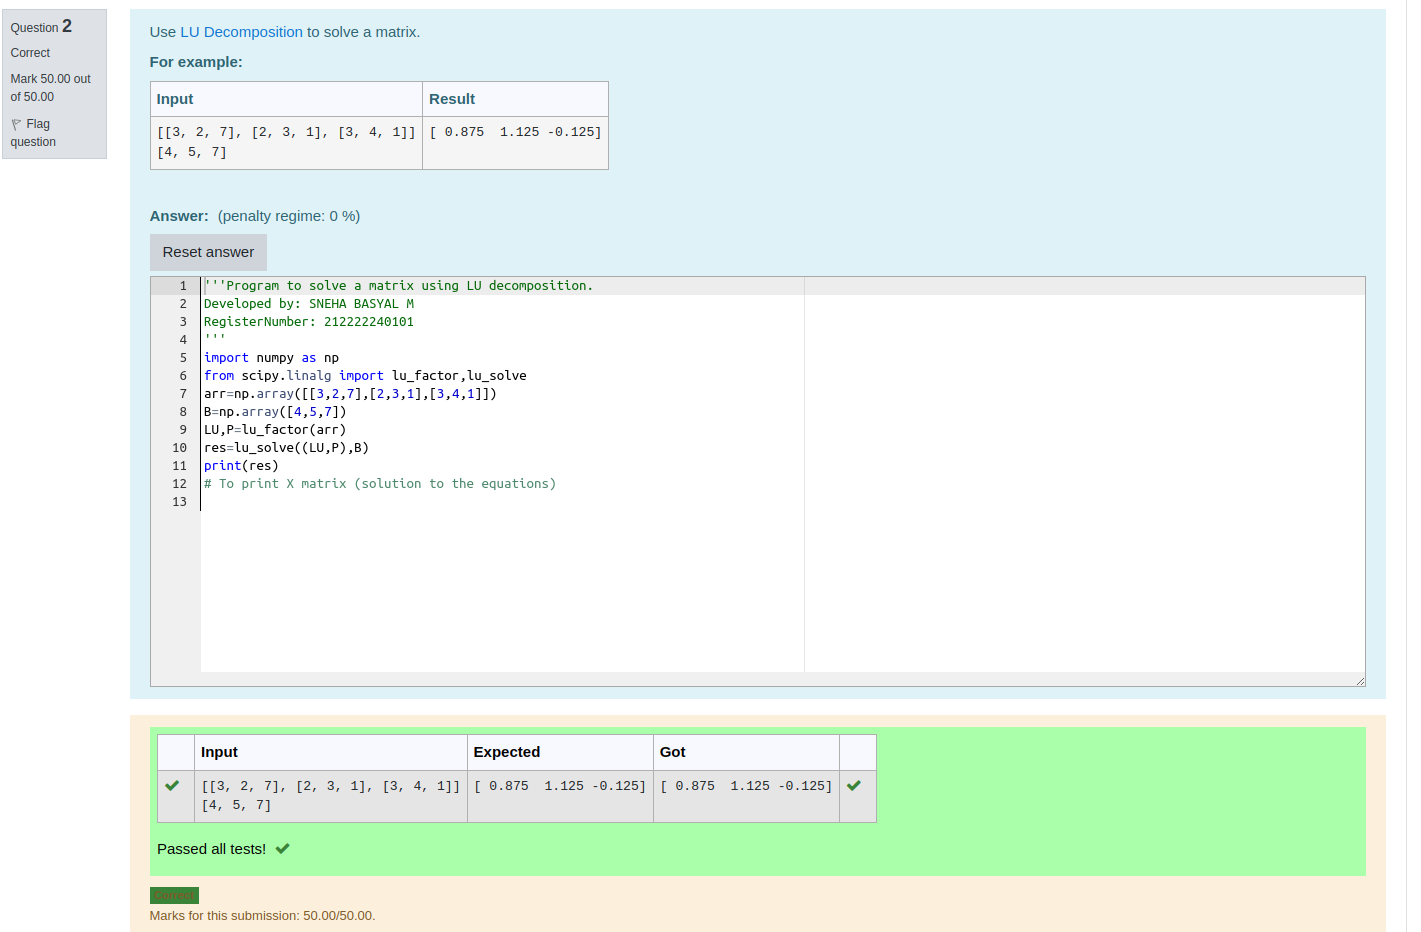 Question 2
Correct
Mark 50.00 out
of 50.00
Flag
question
Use LU Decomposition to solve a matrix.
For example:
Input Result
[[3, 2, 7], [2, 3, 1], [3, 4, 1]] [ 0.875  1.125 -0.125]
[4, 5, 7]
Answer: (penalty regime: 0 %)
Reset answer
1 '''Program to solve a matrix using LU decomposition.
2 Developed by: SNEHA BASYAL M
3 RegisterNumber: 212222240101
4 '''
5 import numpy as np
6 from scipy.linalg import lu_factor,lu_solve
7 arr=np.array([[3,2,7],[2,3,1],[3,4,1]])
8 B=np.array([4,5,7])
9 LU,P=lu_factor(arr)
10 res=lu_solve((LU,P),B)
11 print(res)
12 # To print X matrix (solution to the equations)
13
Input Expected Got
[[3, 2, 7], [2, 3, 1], [3, 4, 1]] [ 0.875  1.125 -0.125] [ 0.875  1.125 -0.125]
[4, 5, 7]
Passed all tests!
Correct
Marks for this submission: 50.00/50.00.